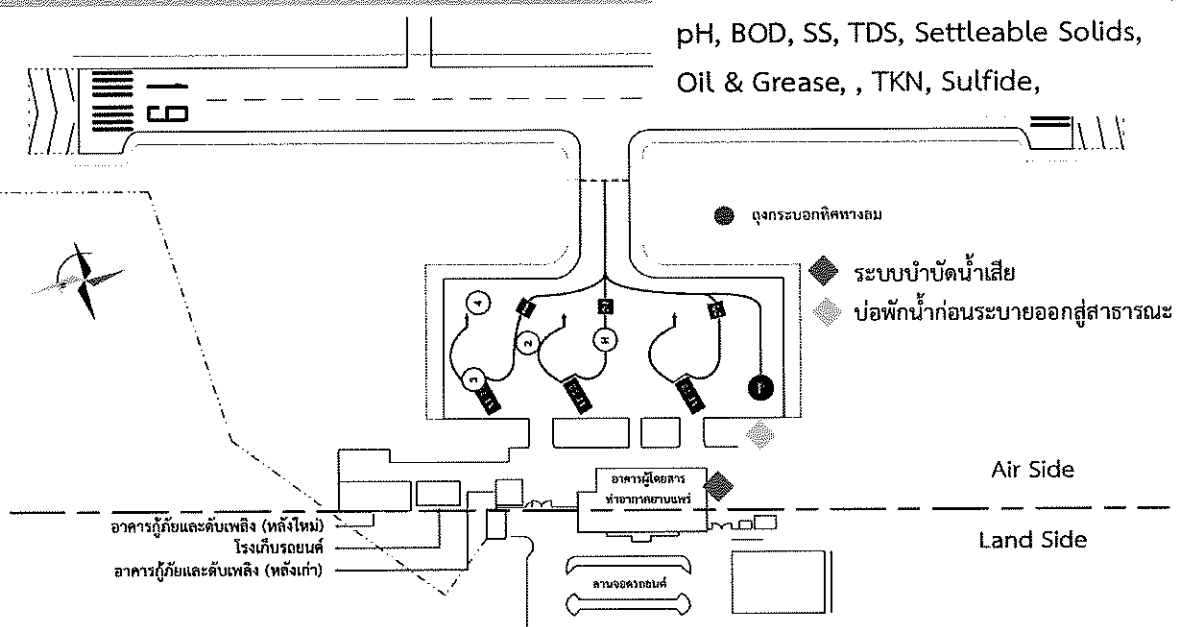 pH, BOD, SS, TDS, Settleable Solids,
Oil & Grease, , TKN, Sulfide,
19
ถุงกระบอกทิศทางลม
ระบบบำบัดน้ำเสีย
บ่อพักน้ำก่อนระบายออกสู่สาธารณะ
4
2
H
3
อาคารผู้โดยสาร
ท่าอากาศยานแพร่
Air Side
Land Side
อาคารกู้ภัยและดับเพลิง (หลังใหม่)
โรงเก็บรถยนต์
อาคารกู้ภัยและดับเพลิง (หลังเก่า)
ลานจอดรถยนต์